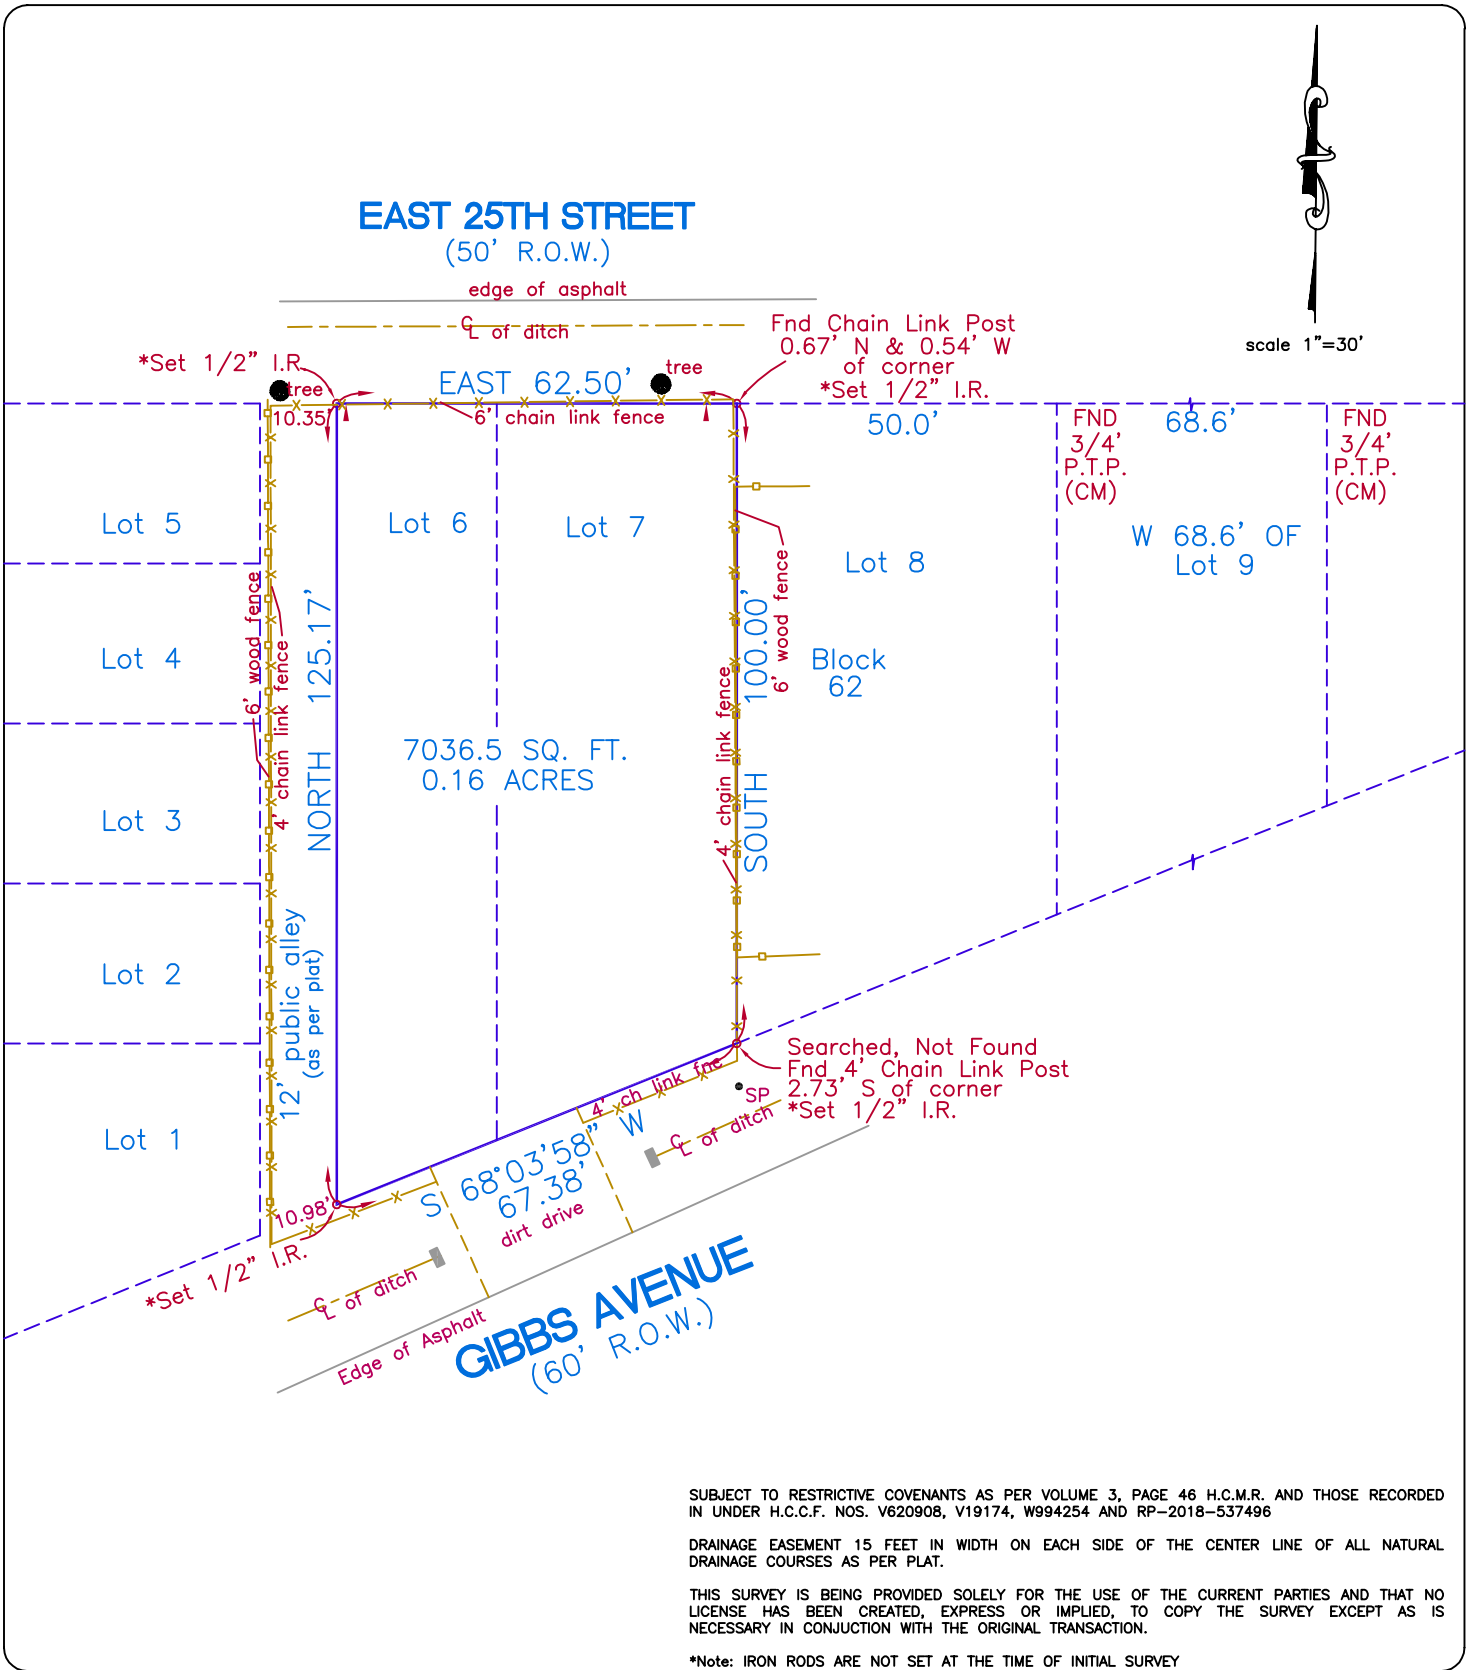 EAST 25TH STREET
(50' R.O.W.)
edge of asphalt
℄ of ditch
scale 1"=30'
*Set 1/2" I.R.
tree
EAST 62.50'
tree
Fnd Chain Link Post
0.67' N & 0.54' W
of corner
*Set 1/2" I.R.
10.35'
6' chain link fence
50.0'
FND
3/4'
P.T.P.
(CM)
68.6'
FND
3/4'
P.T.P.
(CM)
Lot 5
Lot 6
Lot 7
Lot 8
W 68.6' OF
Lot 9
Lot 4
Lot 3
Lot 2
Lot 1
6' wood fence
4' chain link fence
NORTH 125.17'
12' public alley
(as per plat)
7036.5 SQ. FT.
0.16 ACRES
4' chain link fence
SOUTH 100.00'
6' wood fence
Block
62
Searched, Not Found
Fnd 4' Chain Link Post
2.73' S of corner
*Set 1/2" I.R.
4' ch link fne
SP
℄ of ditch
S 68°03'58" W
67.38'
dirt drive
10.98'
*Set 1/2" I.R.
℄ of ditch
Edge of Asphalt
GIBBS AVENUE
(60' R.O.W.)
SUBJECT TO RESTRICTIVE COVENANTS AS PER VOLUME 3, PAGE 46 H.C.M.R. AND THOSE RECORDED
IN UNDER H.C.C.F. NOS. V620908, V19174, W994254 AND RP-2018-537496
DRAINAGE EASEMENT 15 FEET IN WIDTH ON EACH SIDE OF THE CENTER LINE OF ALL NATURAL
DRAINAGE COURSES AS PER PLAT.
THIS SURVEY IS BEING PROVIDED SOLELY FOR THE USE OF THE CURRENT PARTIES AND THAT NO
LICENSE HAS BEEN CREATED, EXPRESS OR IMPLIED, TO COPY THE SURVEY EXCEPT AS IS
NECESSARY IN CONJUCTION WITH THE ORIGINAL TRANSACTION.
*Note: IRON RODS ARE NOT SET AT THE TIME OF INITIAL SURVEY